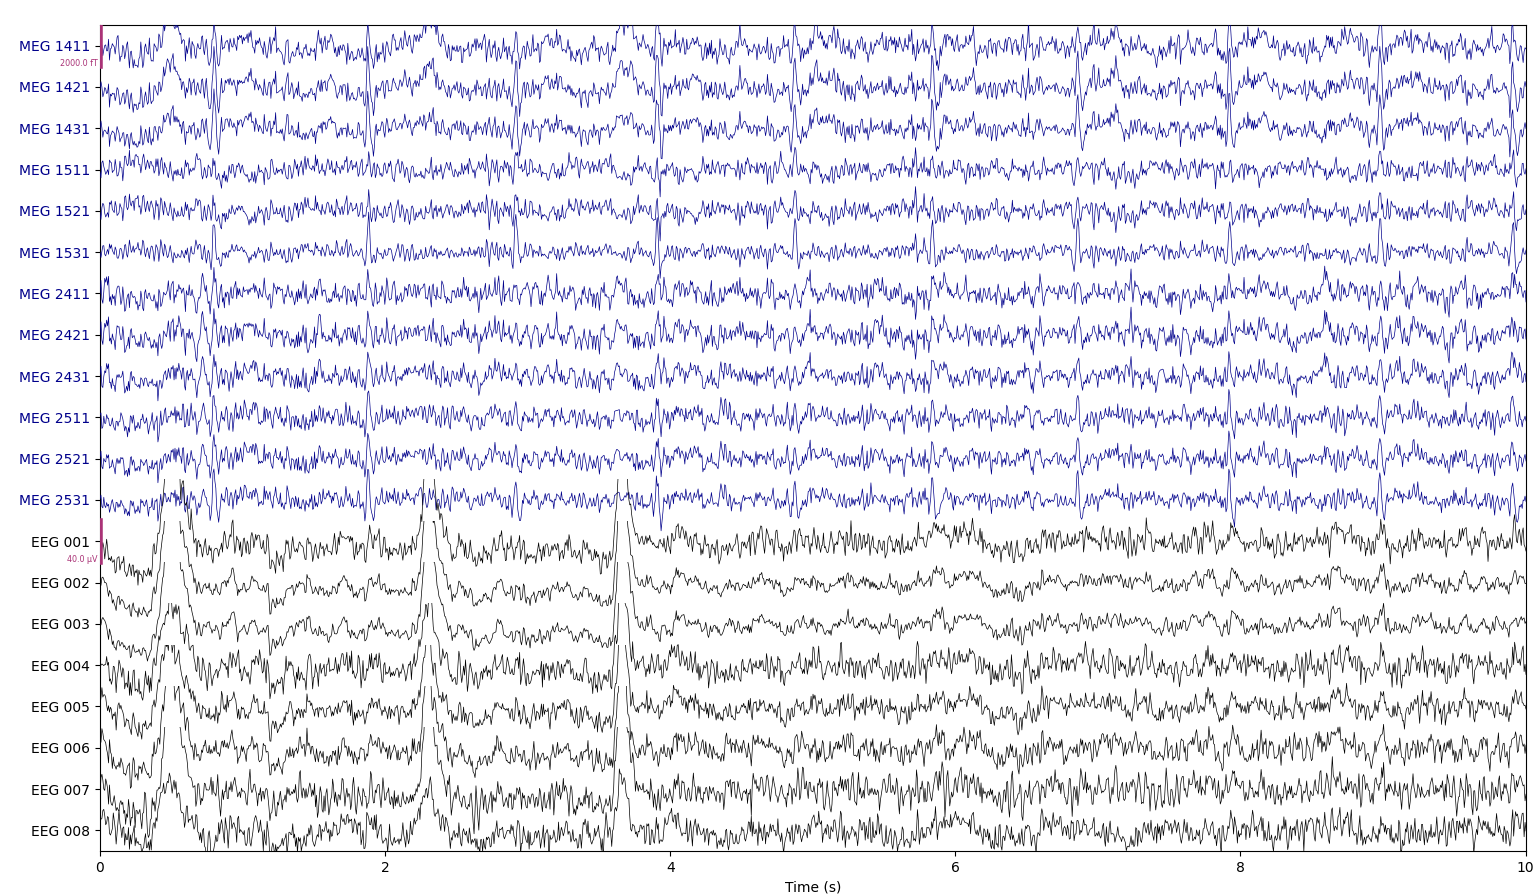 MEG 1411
2000.0 fT
MEG 1421
MEG 1431
MEG 1511
MEG 1521
MEG 1531
MEG 2411
MEG 2421
MEG 2431
MEG 2511
MEG 2521
MEG 2531
EEG 001
40.0 µV
EEG 002
EEG 003
EEG 004
EEG 005
EEG 006
EEG 007
EEG 008
0 2 4 6 8 10
Time (s)